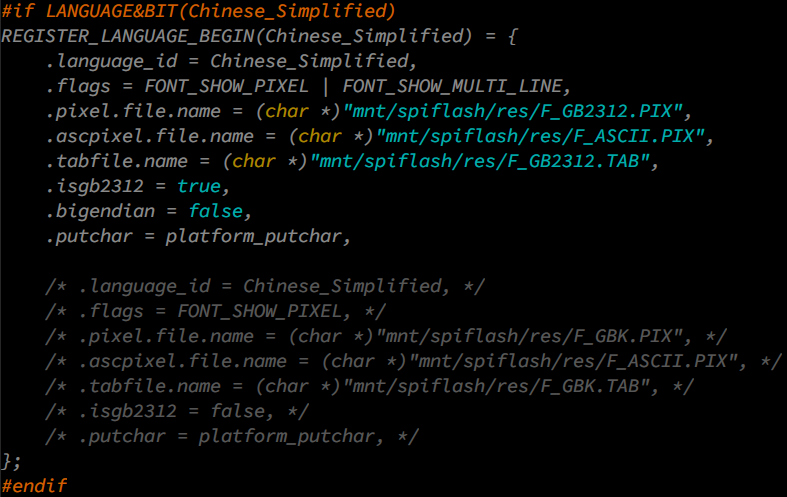 #if LANGUAGE&BIT(Chinese_Simplified)
REGISTER_LANGUAGE_BEGIN(Chinese_Simplified) = {
    .language_id = Chinese_Simplified,
    .flags = FONT_SHOW_PIXEL | FONT_SHOW_MULTI_LINE,
    .pixel.file.name = (char *)"mnt/spiflash/res/F_GB2312.PIX",
    .ascpixel.file.name = (char *)"mnt/spiflash/res/F_ASCII.PIX",
    .tabfile.name = (char *)"mnt/spiflash/res/F_GB2312.TAB",
    .isgb2312 = true,
    .bigendian = false,
    .putchar = platform_putchar,

    /* .language_id = Chinese_Simplified, */
    /* .flags = FONT_SHOW_PIXEL, */
    /* .pixel.file.name = (char *)"mnt/spiflash/res/F_GBK.PIX", */
    /* .ascpixel.file.name = (char *)"mnt/spiflash/res/F_ASCII.PIX", */
    /* .tabfile.name = (char *)"mnt/spiflash/res/F_GBK.TAB", */
    /* .isgb2312 = false, */
    /* .putchar = platform_putchar, */
};
#endif